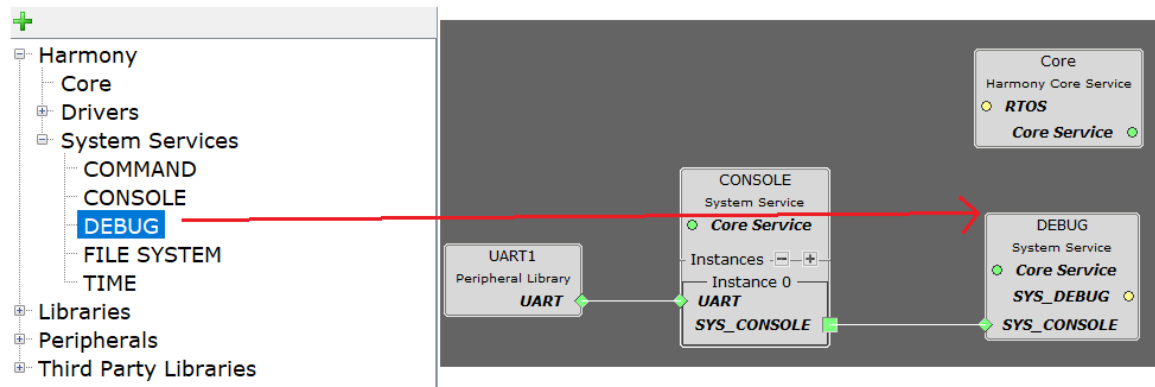 Harmony
Core
Drivers
System Services
COMMAND
CONSOLE
DEBUG
FILE SYSTEM
TIME
Libraries
Peripherals
Third Party Libraries
Core
Harmony Core Service
RTOS
Core Service
CONSOLE
System Service
Core Service
Instances
Instance 0
UART
SYS_CONSOLE
UART1
Peripheral Library
UART
DEBUG
System Service
Core Service
SYS_DEBUG
SYS_CONSOLE